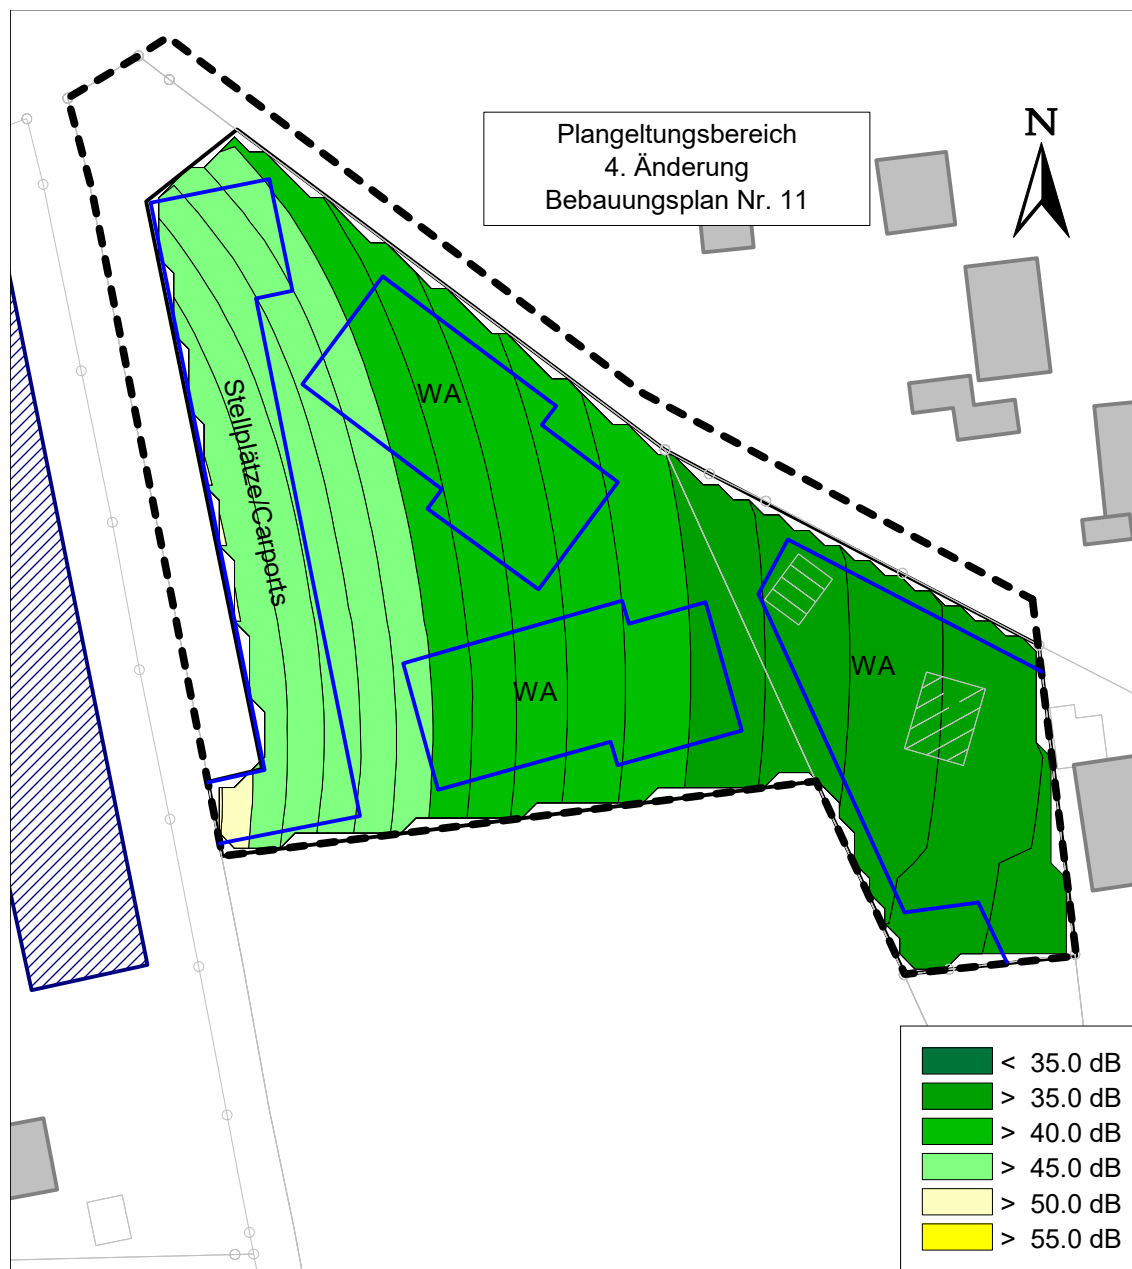 Plangeltungsbereich
4. Änderung
Bebauungsplan Nr. 11
N
WA
Stellplätze/Carports
WA
WA
< 35.0 dB
> 35.0 dB
> 40.0 dB
> 45.0 dB
> 50.0 dB
> 55.0 dB